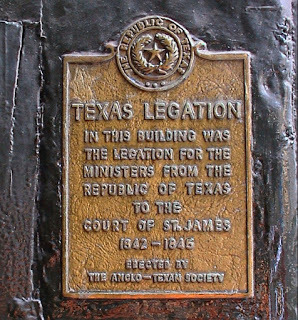 THE REPUBLIC OF TEXAS
TEXAS LEGATION
IN THIS BUILDING WAS
THE LEGATION FOR THE
MINISTERS FROM THE
REPUBLIC OF TEXAS
TO THE
COURT OF ST. JAMES
1842 – 1845
ERECTED BY
THE ANGLO – TEXAN SOCIETY